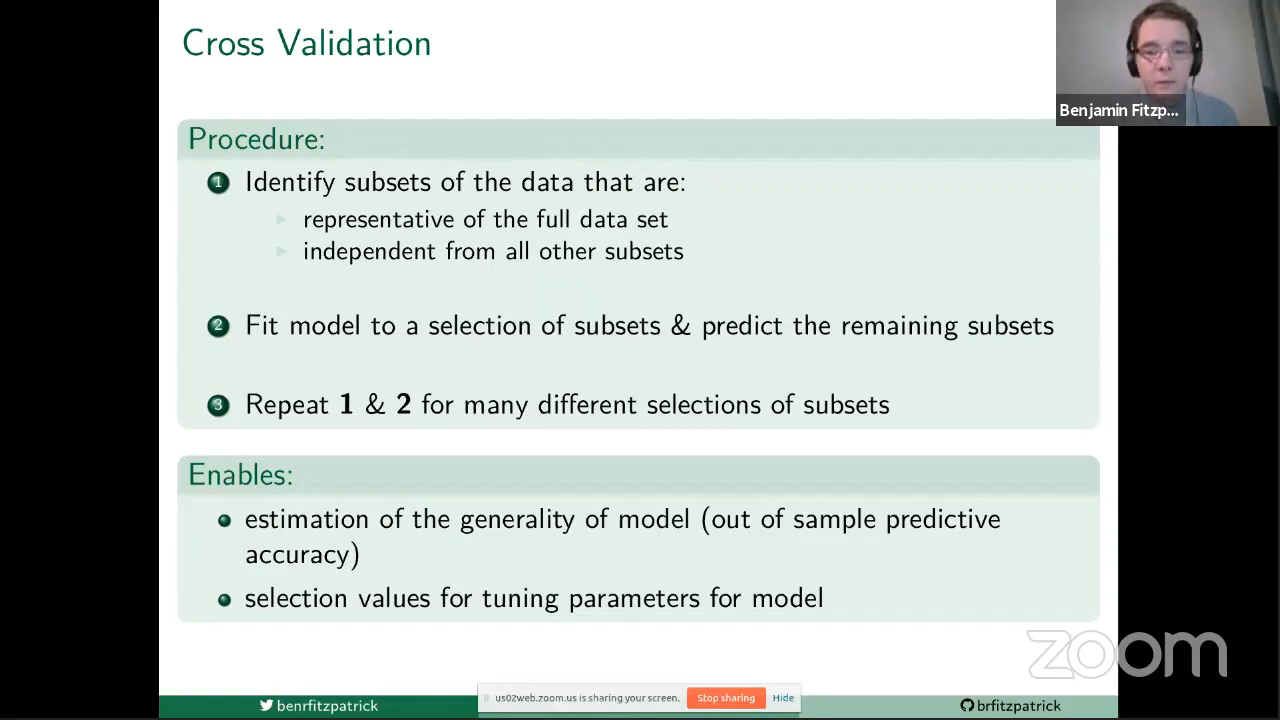 Cross Validation
Benjamin Fitzp...
Procedure:
1 Identify subsets of the data that are:
representative of the full data set
independent from all other subsets
2 Fit model to a selection of subsets & predict the remaining subsets
3 Repeat 1 & 2 for many different selections of subsets
Enables:
estimation of the generality of model (out of sample predictive
accuracy)
selection values for tuning parameters for model
zoom
benrfitzpatrick
us02web.zoom.us is sharing your screen. Stop sharing Hide
brfitzpatrick